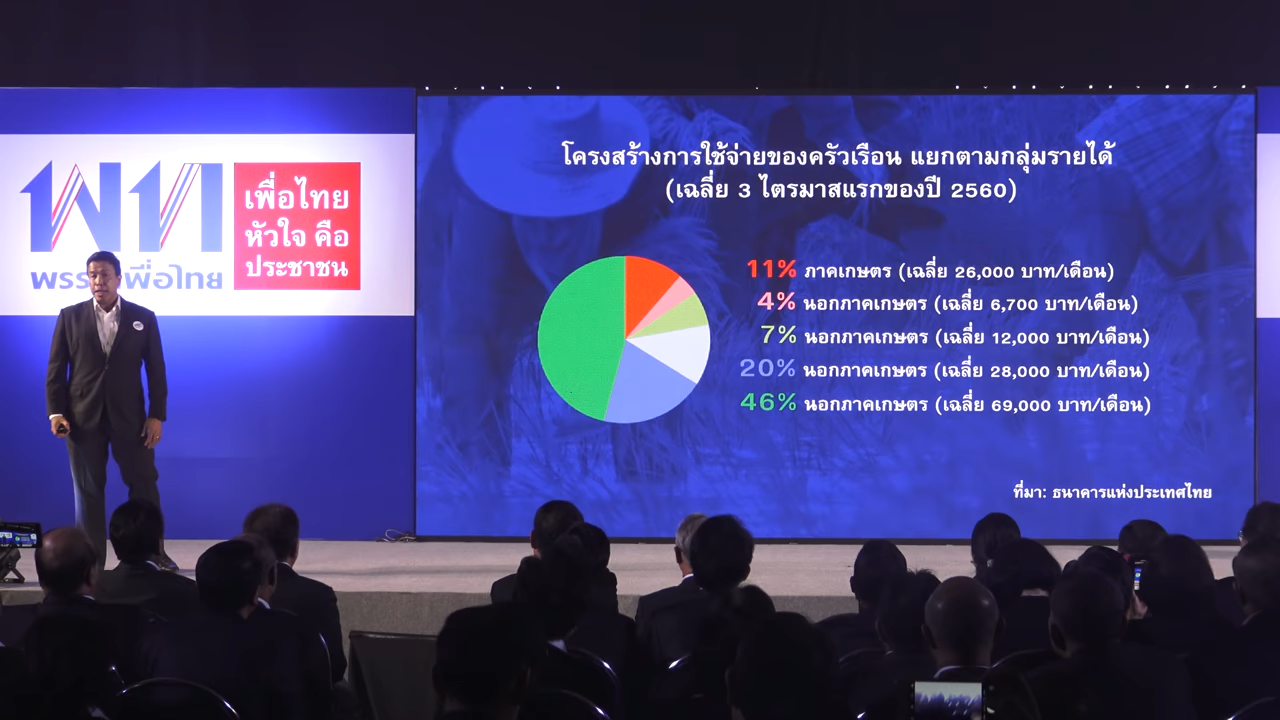 พท
พรรคเพื่อไทย
เพื่อไทย
หัวใจ คือ
ประชาชน
โครงสร้างการใช้จ่ายของครัวเรือน แยกตามกลุ่มรายได้
(เฉลี่ย 3 ไตรมาสแรกของปี 2560)
11% ภาคเกษตร (เฉลี่ย 26,000 บาท/เดือน)
4% นอกภาคเกษตร (เฉลี่ย 6,700 บาท/เดือน)
7% นอกภาคเกษตร (เฉลี่ย 12,000 บาท/เดือน)
20% นอกภาคเกษตร (เฉลี่ย 28,000 บาท/เดือน)
46% นอกภาคเกษตร (เฉลี่ย 69,000 บาท/เดือน)
ที่มา: ธนาคารแห่งประเทศไทย